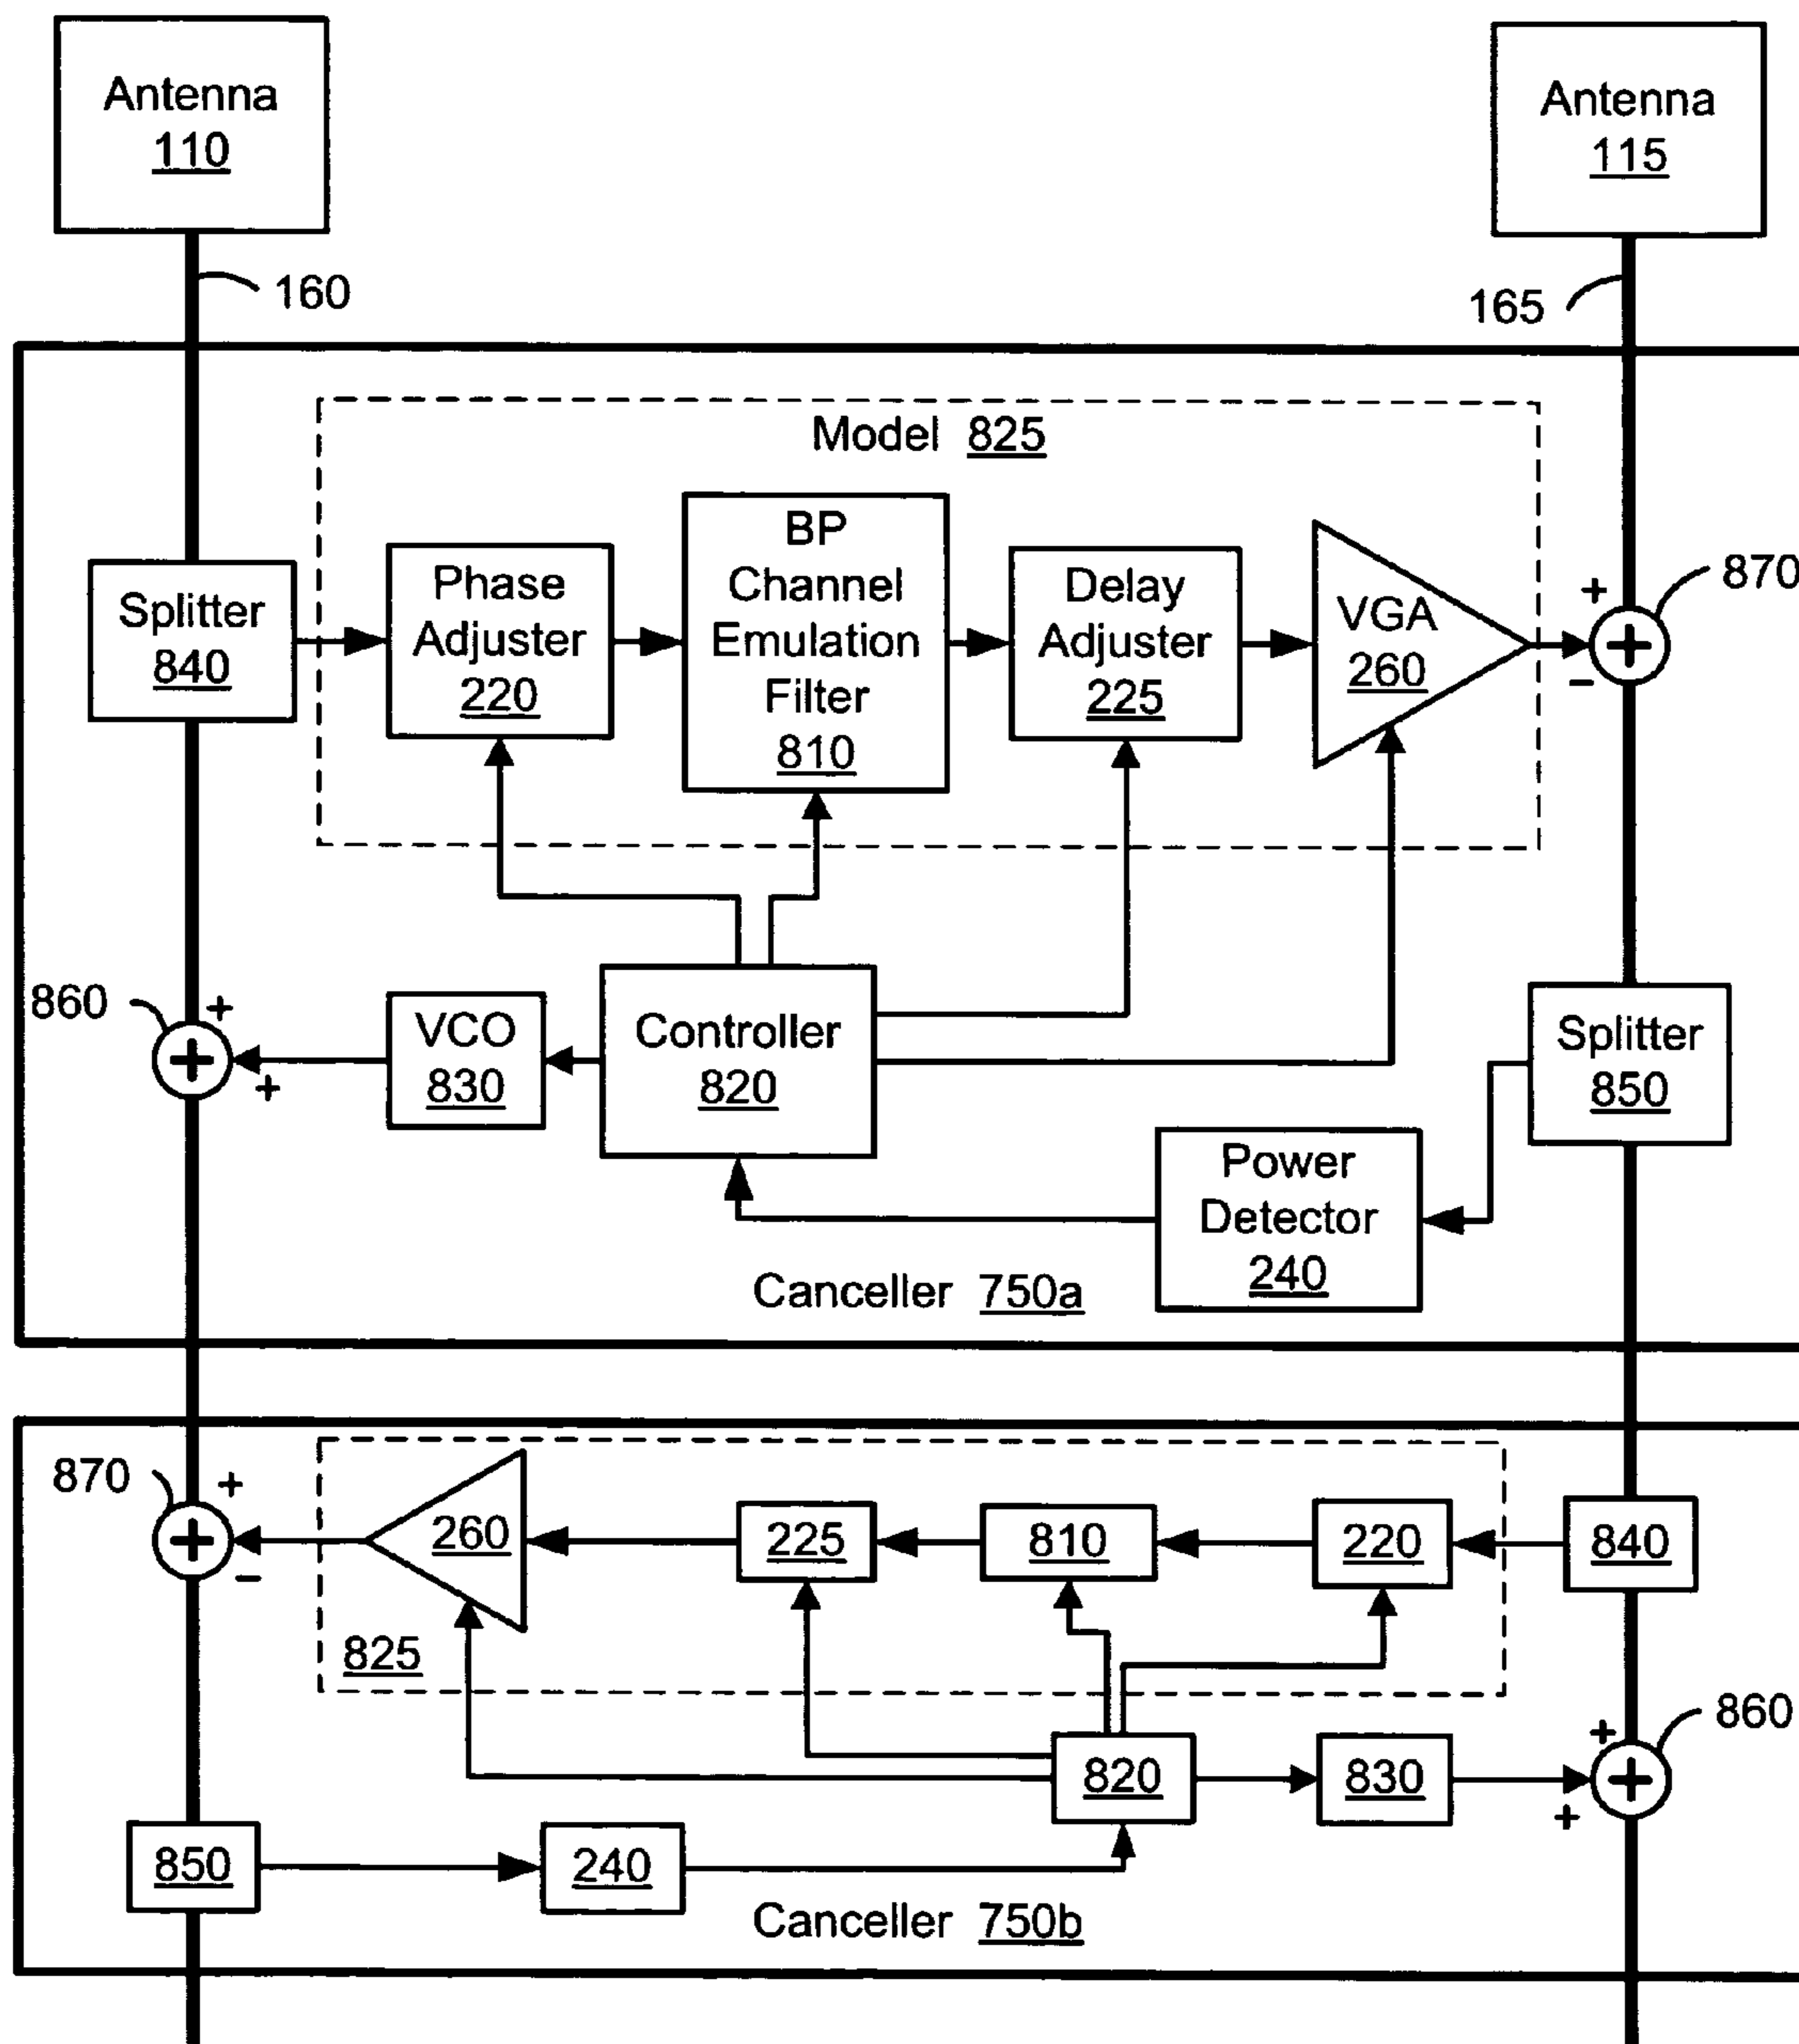 Antenna
110
Antenna
115
160
165
Model 825
Splitter
840
Phase
Adjuster
220
BP
Channel
Emulation
Filter
810
Delay
Adjuster
225
VGA
260
+
−
+
870
860
+
+
+
VCO
830
Controller
820
Splitter
850
Power
Detector
240
Canceller 750a
870
+
+
−
260
225
810
220
840
825
860
+
+
+
820
830
850
240
Canceller 750b